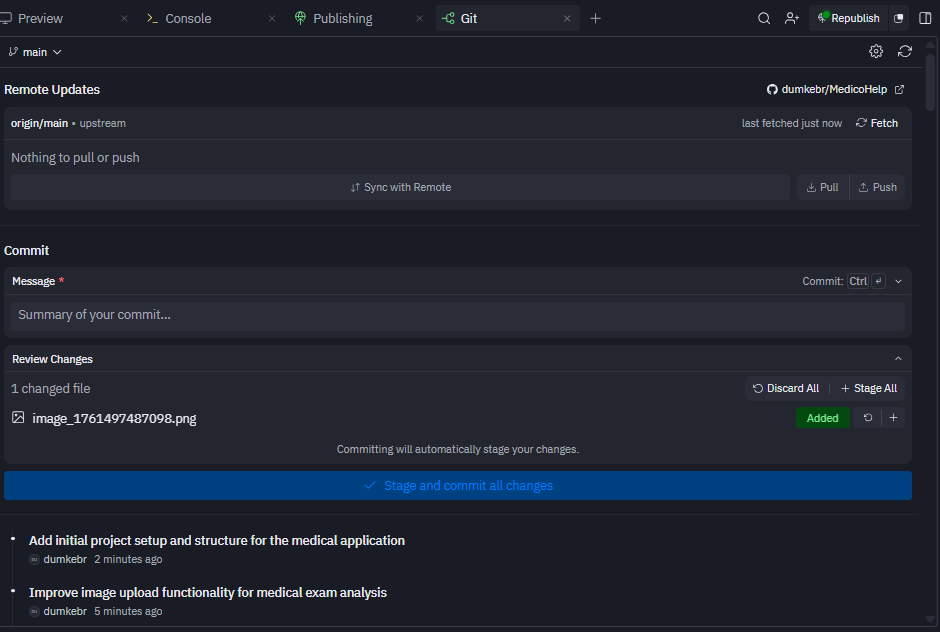 Preview Console Publishing Git Republish
main
Remote Updates dumkebr/MedicoHelp
origin/main • upstream last fetched just now Fetch
Nothing to pull or push
Sync with Remote Pull Push
Commit
Message * Commit: Ctrl ↵
Summary of your commit...
Review Changes
1 changed file Discard All + Stage All
image_1761497487098.png Added
Committing will automatically stage your changes.
Stage and commit all changes
Add initial project setup and structure for the medical application
dumkebr 2 minutes ago
Improve image upload functionality for medical exam analysis
dumkebr 5 minutes ago